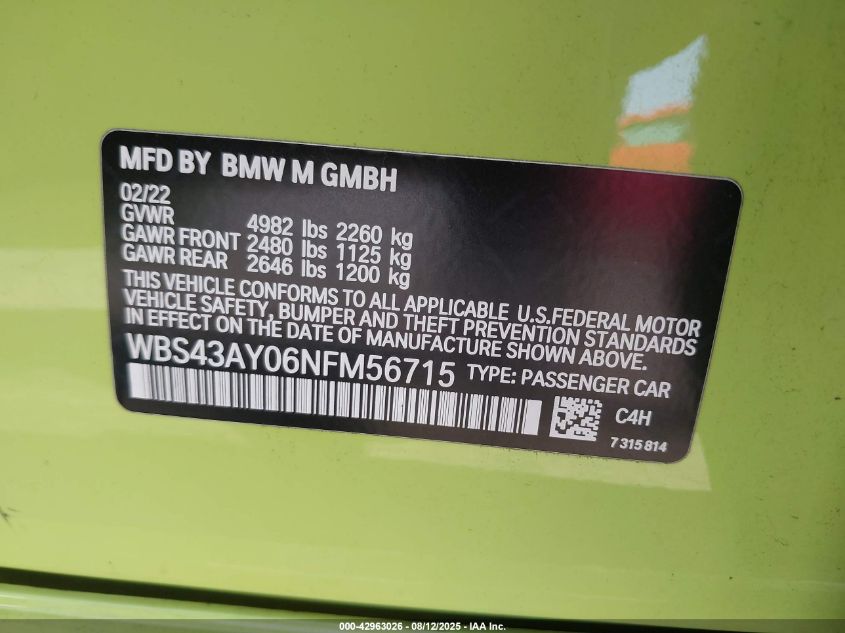 MFD BY BMW M GMBH
02/22
GVWR 4982 lbs 2260 kg
GAWR FRONT 2480 lbs 1125 kg
GAWR REAR 2646 lbs 1200 kg
THIS VEHICLE CONFORMS TO ALL APPLICABLE U.S.FEDERAL MOTOR
VEHICLE SAFETY, BUMPER AND THEFT PREVENTION STANDARDS
IN EFFECT ON THE DATE OF MANUFACTURE SHOWN ABOVE.
WBS43AY06NFM56715 TYPE: PASSENGER CAR
C4H
7 315 814
000-42963026 - 08/12/2025 - IAA Inc.